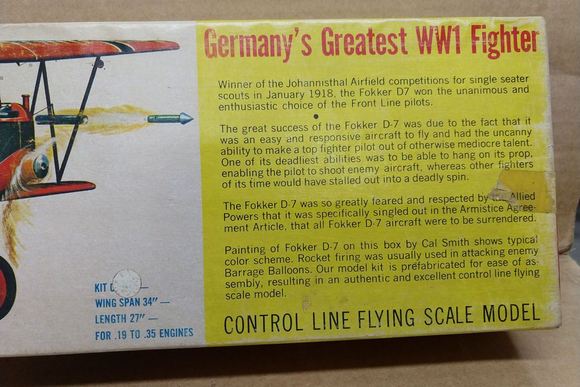 Germany's Greatest WW1 Fighter
Winner of the Johannisthal Airfield competitions for single seater
scouts in January 1918, the Fokker D7 won the unanimous and
enthusiastic choice of the Front Line pilots.
The great success of the Fokker D-7 was due to the fact that it
was an easy and responsive aircraft to fly and had the uncanny
ability to make a top fighter pilot out of otherwise mediocre talent.
One of its deadliest abilities was to be able to hang on its prop,
enabling the pilot to shoot enemy aircraft, whereas other fighters
of its time would have stalled out into a deadly spin.
The Fokker D-7 was so greatly feared and respected by the Allied
Powers that it was specifically singled out in the Armistice Agree-
ment Article, that all Fokker D-7 aircraft were to be surrendered.
Painting of Fokker D-7 on this box by Cal Smith shows typical
color scheme. Rocket firing was usually used in attacking enemy
Barrage Balloons. Our model kit is prefabricated for ease of as-
sembly, resulting in an authentic and excellent control line flying
scale model.
KIT
WING SPAN 34" —
LENGTH 27" —
FOR .19 TO .35 ENGINES
CONTROL LINE FLYING SCALE MODEL